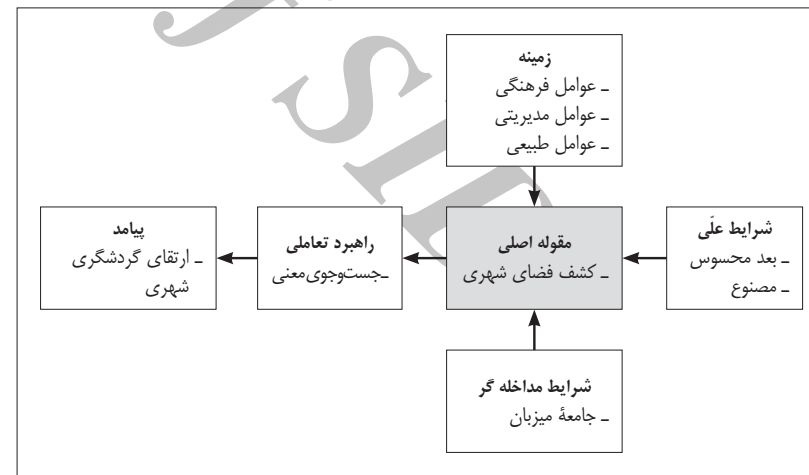 زمینه
ـ عوامل فرهنگی
ـ عوامل مدیریتی
ـ عوامل طبیعی
شرایط علّی
ـ بعد محسوس
ـ مصنوع
مقوله اصلی
ـ کشف فضای شهری
راهبرد تعاملی
ـجست‌وجوی‌معنی
پیامد
ـ ارتقای گردشگری
شهری
شرایط مداخله گر
ـ جامعۀ میزبان